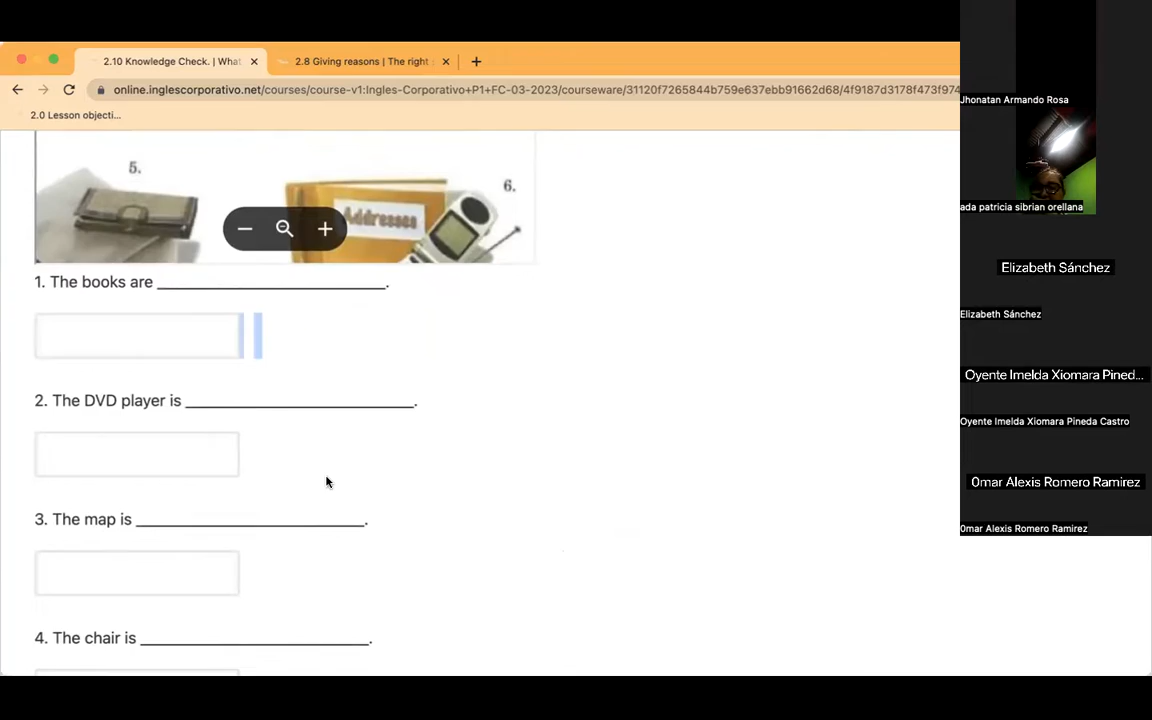 2.10 Knowledge Check. | What
2.8 Giving reasons | The right
online.inglescorporativo.net/courses/course-v1:Ingles-Corporativo+P1+FC-03-2023/courseware/31120f7265844b759e637ebb91662d68/4f9187d3178f473f974
2.0 Lesson objecti...
5.
6.
Addresses
1. The books are ________________________.
2. The DVD player is ________________________.
3. The map is ________________________.
4. The chair is ________________________.
Jhonatan Armando Rosa
ada patricia sibrian orellana
Elizabeth Sánchez
Elizabeth Sánchez
Oyente Imelda Xiomara Pined...
Oyente Imelda Xiomara Pineda Castro
0mar Alexis Romero Ramirez
0mar Alexis Romero Ramirez